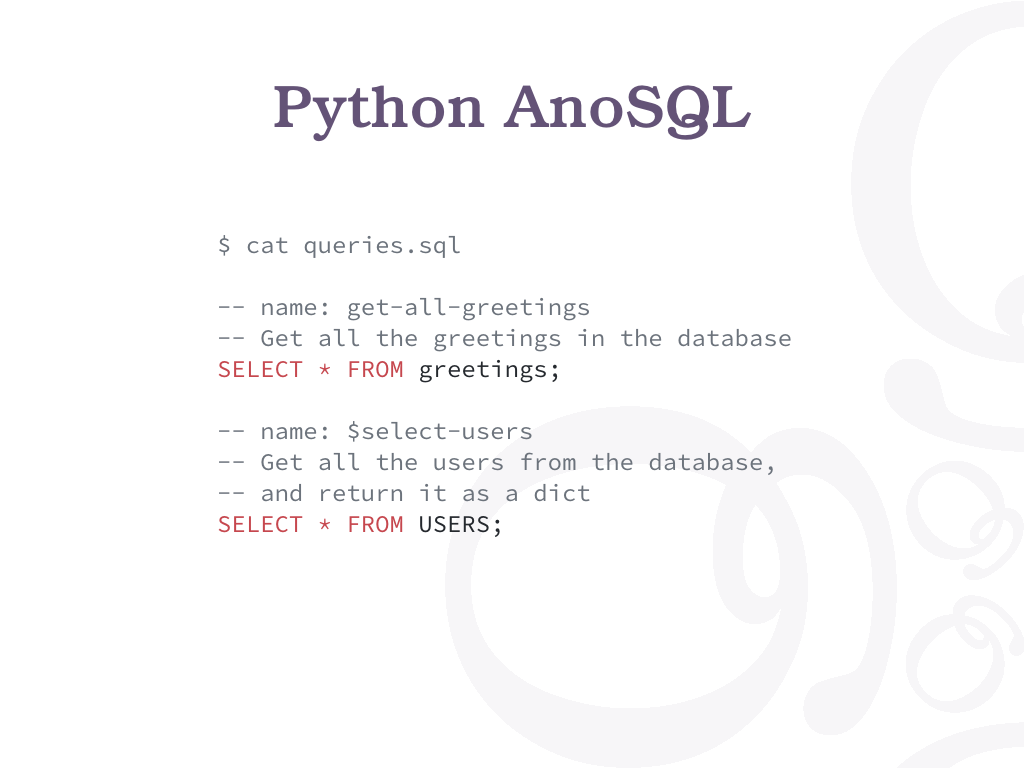 Python AnoSQL
$ cat queries.sql
-- name: get-all-greetings
-- Get all the greetings in the database
SELECT * FROM greetings;
-- name: $select-users
-- Get all the users from the database,
-- and return it as a dict
SELECT * FROM USERS;